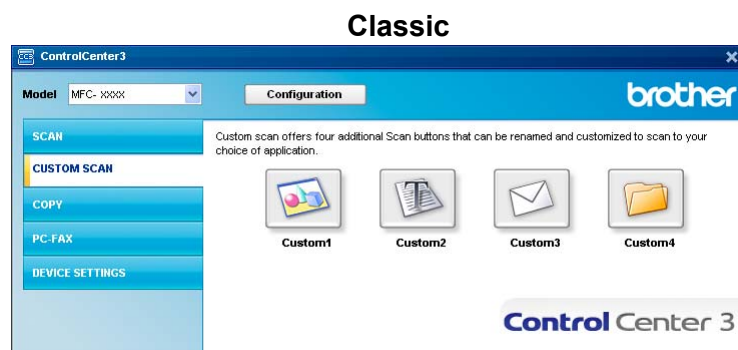 Classic
ControlCenter3
Model MFC- XXXX Configuration brother
SCAN
CUSTOM SCAN
COPY
PC-FAX
DEVICE SETTINGS
Custom scan offers four additional Scan buttons that can be renamed and customized to scan to your
choice of application.
Custom1 Custom2 Custom3 Custom4
Control Center 3